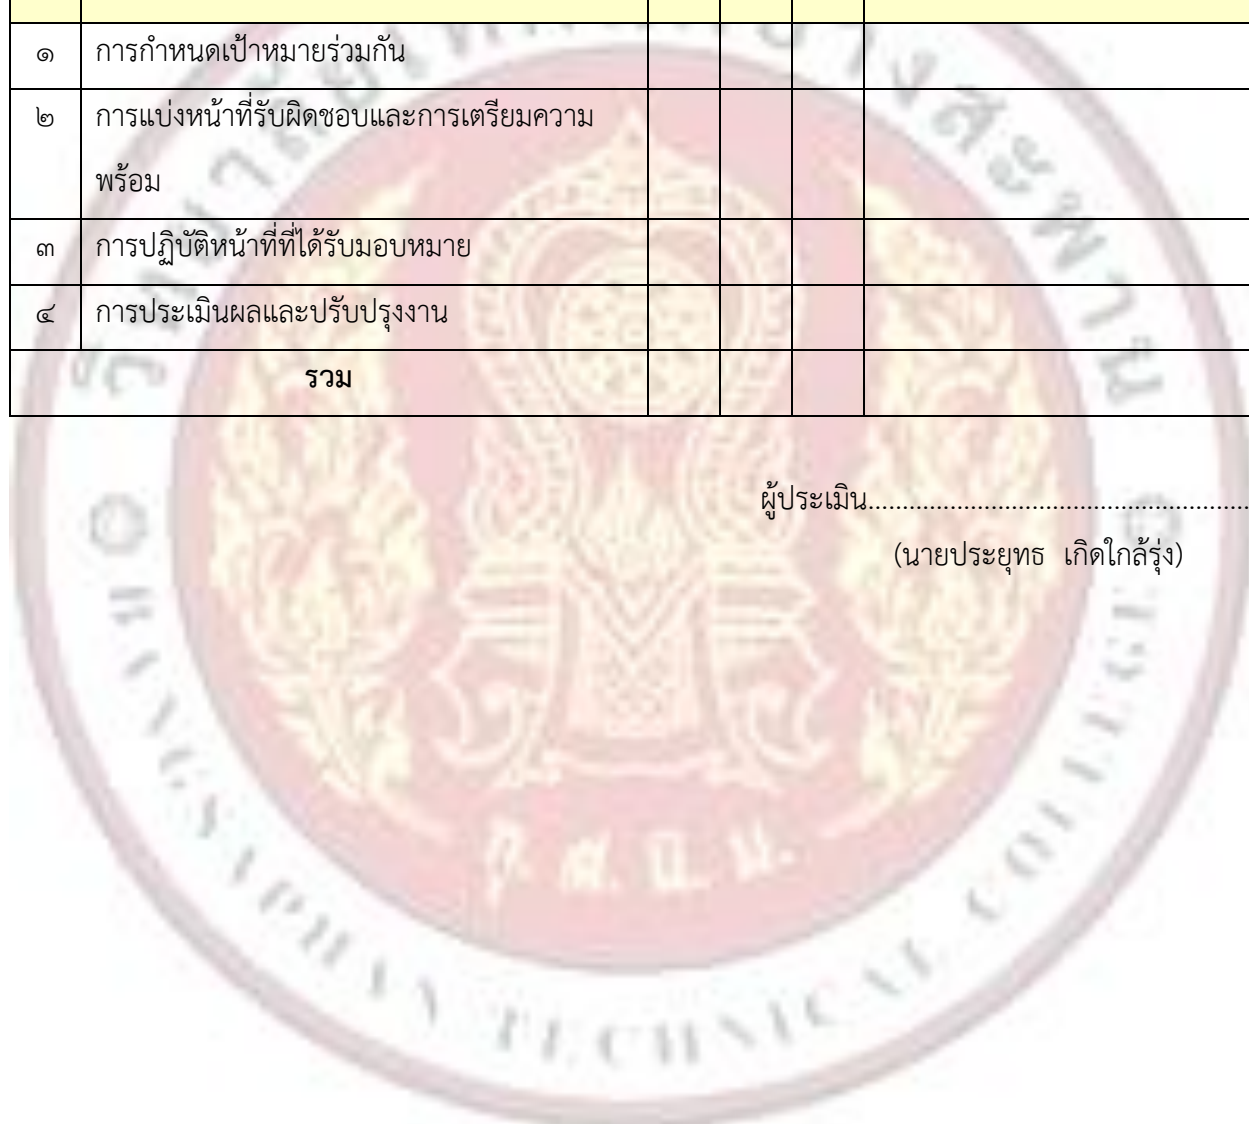 ๑ การกำหนดเป้าหมายร่วมกัน
๒ การแบ่งหน้าที่รับผิดชอบและการเตรียมความ
พร้อม
๓ การปฏิบัติหน้าที่ที่ได้รับมอบหมาย
๔ การประเมินผลและปรับปรุงงาน
รวม
ผู้ประเมิน........................................................
(นายประยุทธ เกิดใกล้รุ่ง)
อ. ศ. น. ม.
BANGSAPHAN TECHNICAL COLLEGE